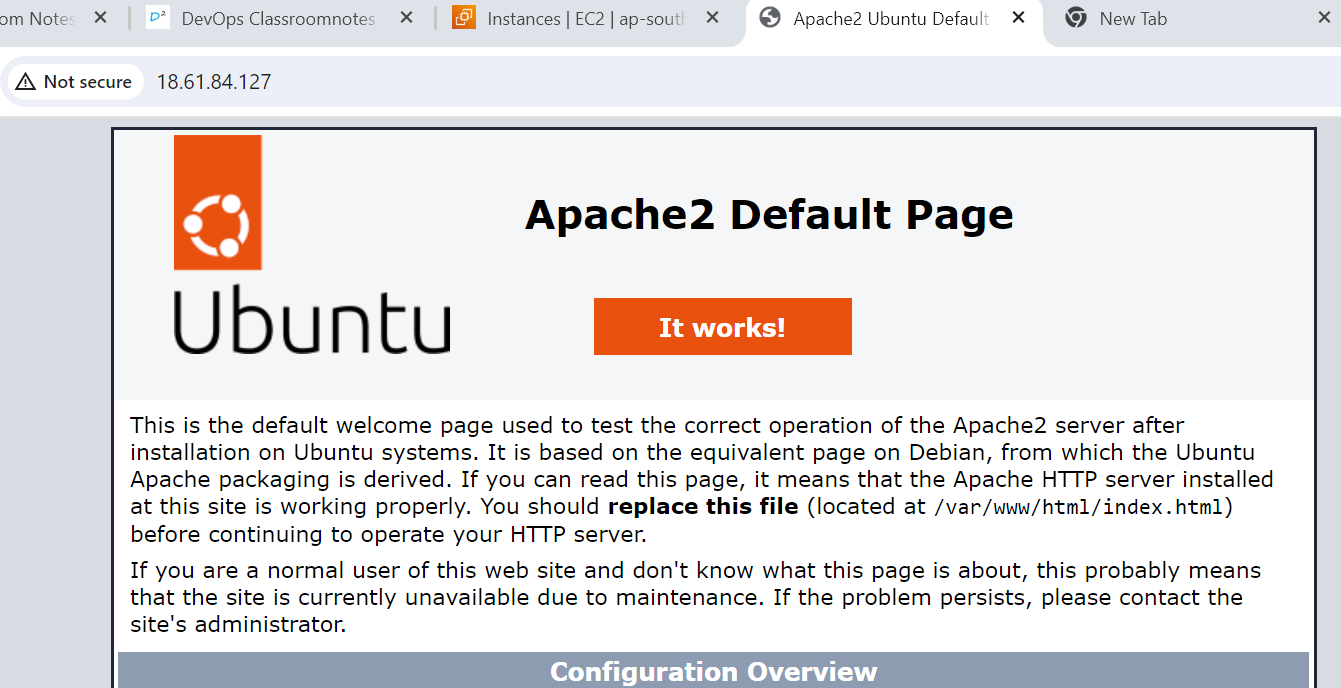 om Notes
DevOps Classroomnotes
Instances | EC2 | ap-south
Apache2 Ubuntu Default
New Tab
Not secure
18.61.84.127
Ubuntu
Apache2 Default Page
It works!
This is the default welcome page used to test the correct operation of the Apache2 server after
installation on Ubuntu systems. It is based on the equivalent page on Debian, from which the Ubuntu
Apache packaging is derived. If you can read this page, it means that the Apache HTTP server installed
at this site is working properly. You should replace this file (located at /var/www/html/index.html)
before continuing to operate your HTTP server.
If you are a normal user of this web site and don't know what this page is about, this probably means
that the site is currently unavailable due to maintenance. If the problem persists, please contact the
site's administrator.
Configuration Overview